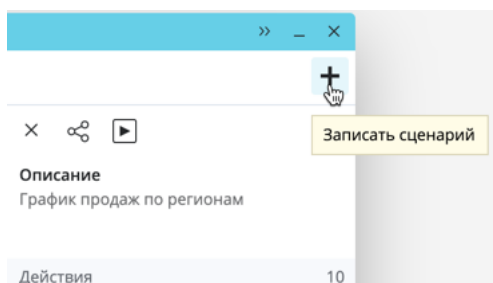 Записать сценарий
Описание
График продаж по регионам
Действия 10